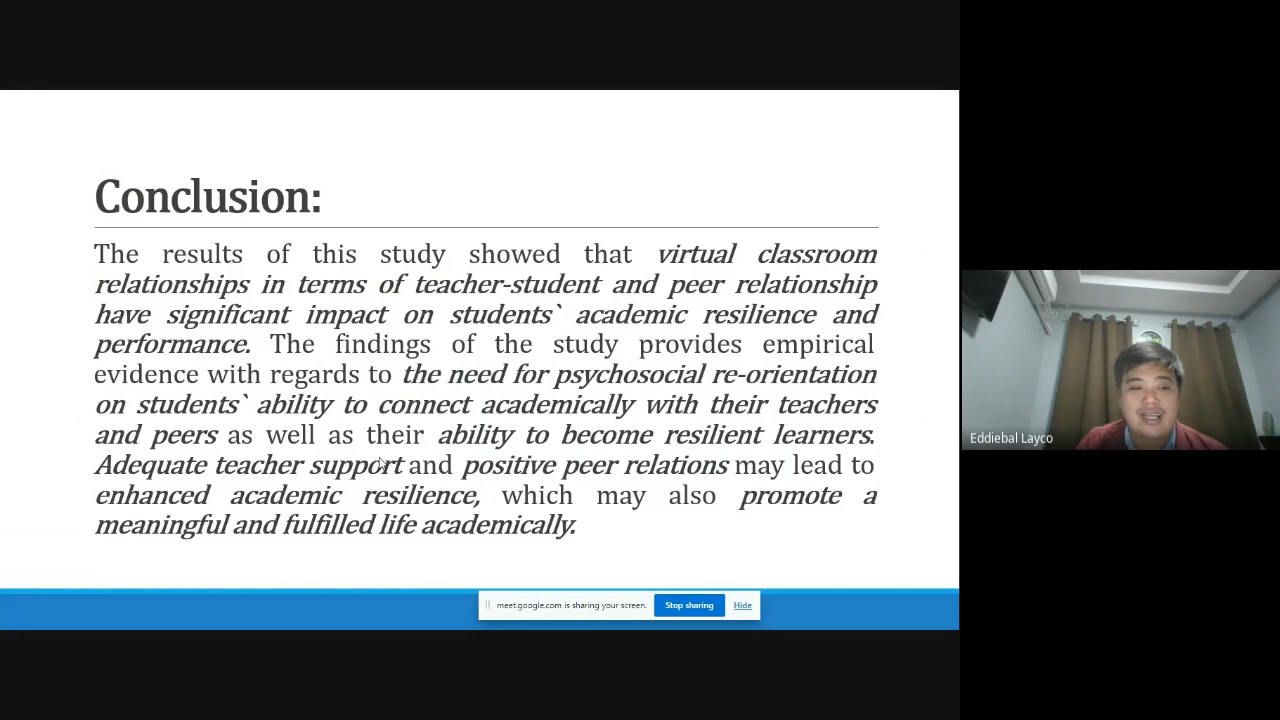 Conclusion:
The results of this study showed that virtual classroom
relationships in terms of teacher-student and peer relationship
have significant impact on students` academic resilience and
performance. The findings of the study provides empirical
evidence with regards to the need for psychosocial re-orientation
on students` ability to connect academically with their teachers
and peers as well as their ability to become resilient learners.
Adequate teacher support and positive peer relations may lead to
enhanced academic resilience, which may also promote a
meaningful and fulfilled life academically.
meet.google.com is sharing your screen. Stop sharing Hide
Eddiebal Layco